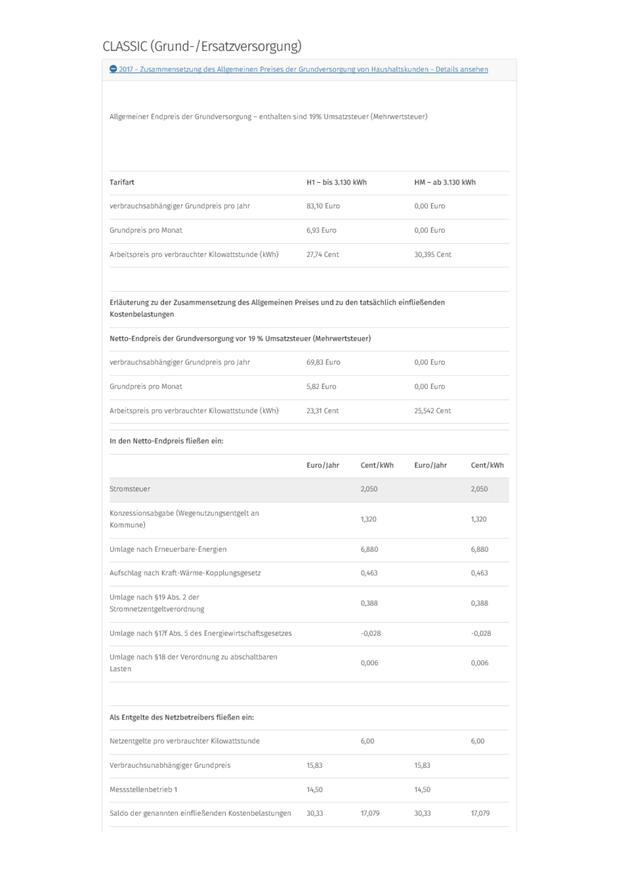 CLASSIC (Grund-/Ersatzversorgung)
2017 – Zusammensetzung des Allgemeinen Preises der Grundversorgung von Haushaltskunden – Details ansehen
Allgemeiner Endpreis der Grundversorgung – enthalten sind 19% Umsatzsteuer (Mehrwertsteuer)
Tarifart H1 – bis 3.130 kWh HM – ab 3.130 kWh
verbrauchsabhängiger Grundpreis pro Jahr 83,10 Euro 0,00 Euro
Grundpreis pro Monat 6,93 Euro 0,00 Euro
Arbeitspreis pro verbrauchter Kilowattstunde (kWh) 27,74 Cent 30,395 Cent
Erläuterung zu der Zusammensetzung des Allgemeinen Preises und zu den tatsächlich einfließenden
Kostenbelastungen
Netto-Endpreis der Grundversorgung vor 19 % Umsatzsteuer (Mehrwertsteuer)
verbrauchsabhängiger Grundpreis pro Jahr 69,83 Euro 0,00 Euro
Grundpreis pro Monat 5,82 Euro 0,00 Euro
Arbeitspreis pro verbrauchter Kilowattstunde (kWh) 23,31 Cent 25,542 Cent
In den Netto-Endpreis fließen ein:
Euro/Jahr Cent/kWh Euro/Jahr Cent/kWh
Stromsteuer 2,050 2,050
Konzessionsabgabe (Wegenutzungsentgelt an
Kommune) 1,320 1,320
Umlage nach Erneuerbare-Energien 6,880 6,880
Aufschlag nach Kraft-Wärme-Kopplungsgesetz 0,463 0,463
Umlage nach §19 Abs. 2 der
Stromnetzentgeltverordnung 0,388 0,388
Umlage nach §17f Abs. 5 des Energiewirtschaftsgesetzes -0,028 -0,028
Umlage nach §18 der Verordnung zu abschaltbaren
Lasten 0,006 0,006
Als Entgelte des Netzbetreibers fließen ein:
Netzentgelte pro verbrauchter Kilowattstunde 6,00 6,00
Verbrauchsunabhängiger Grundpreis 15,83 15,83
Messstellenbetrieb 1 14,50 14,50
Saldo der genannten einfließenden Kostenbelastungen 30,33 17,079 30,33 17,079